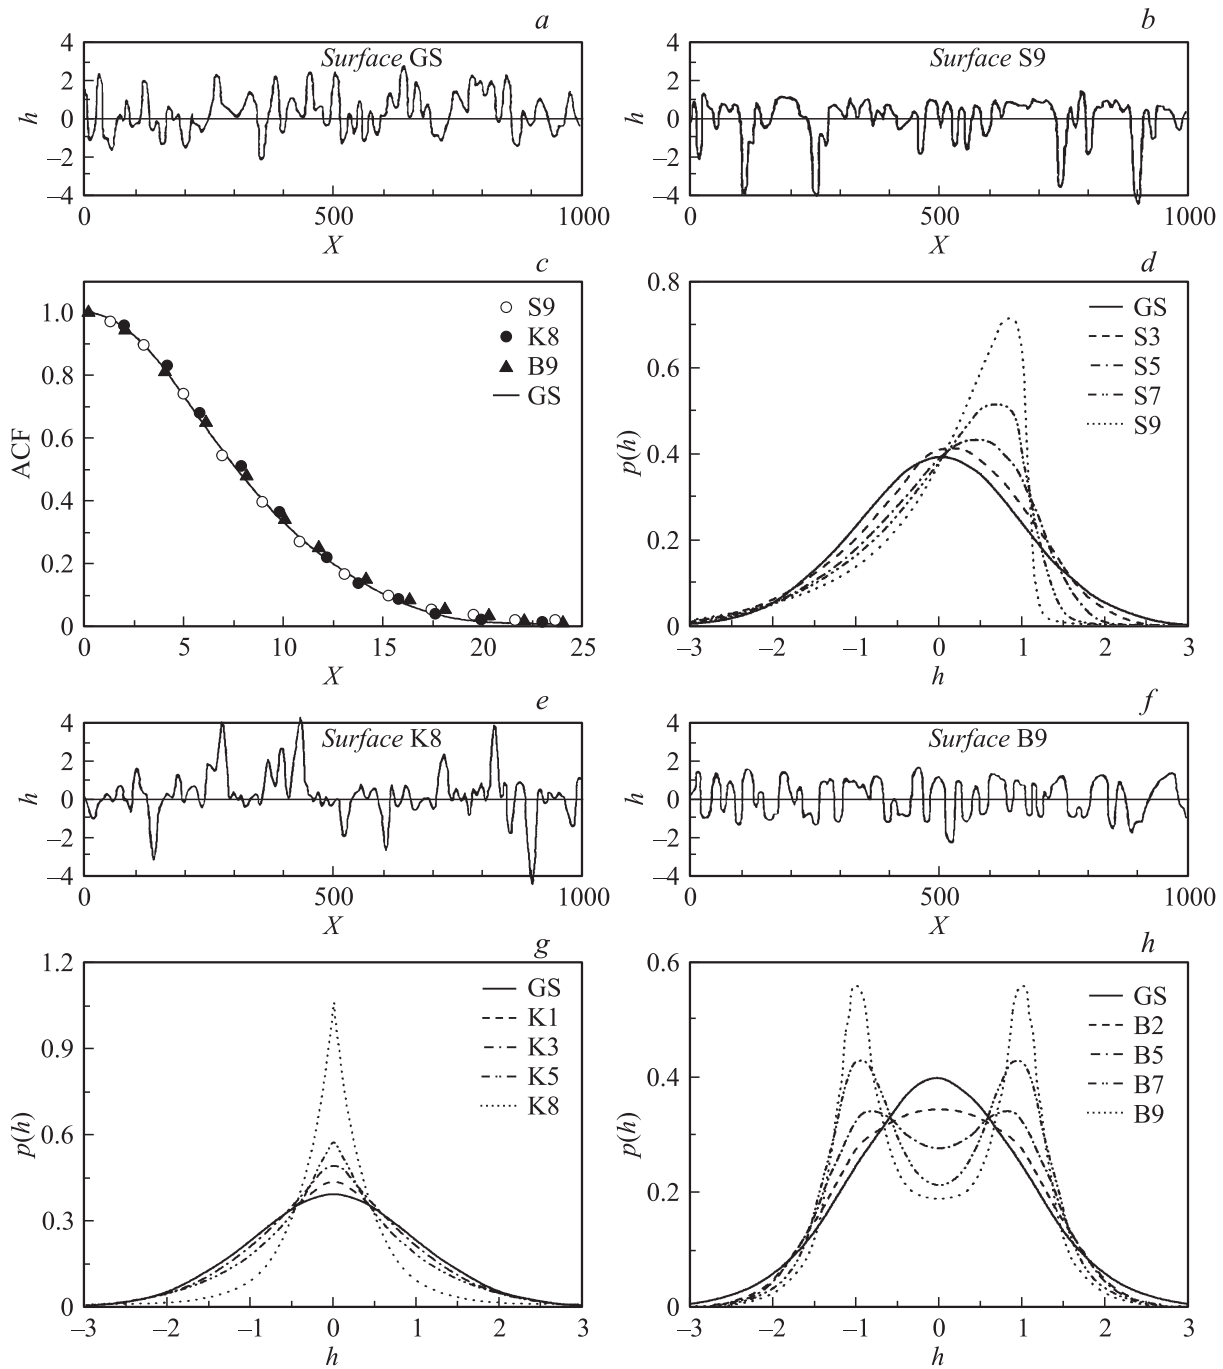 a
4
2
0
–2
–4
h
Surface GS
0
500
1000
X
b
4
2
0
–2
–4
h
Surface S9
0
500
1000
X
c
1.0
0.8
0.6
0.4
0.2
0
ACF
S9
K8
B9
GS
0
5
10
15
20
25
X
d
0.8
0.6
0.4
0.2
0
p(h)
GS
S3
S5
S7
S9
–3
–2
–1
0
1
2
3
h
e
4
2
0
–2
–4
h
Surface K8
0
500
1000
X
f
4
2
0
–2
–4
h
Surface B9
0
500
1000
X
g
1.2
0.9
0.6
0.3
0
p(h)
GS
K1
K3
K5
K8
–3
–2
–1
0
1
2
3
h
h
0.6
0.4
0.2
0
p(h)
GS
B2
B5
B7
B9
–3
–2
–1
0
1
2
3
h